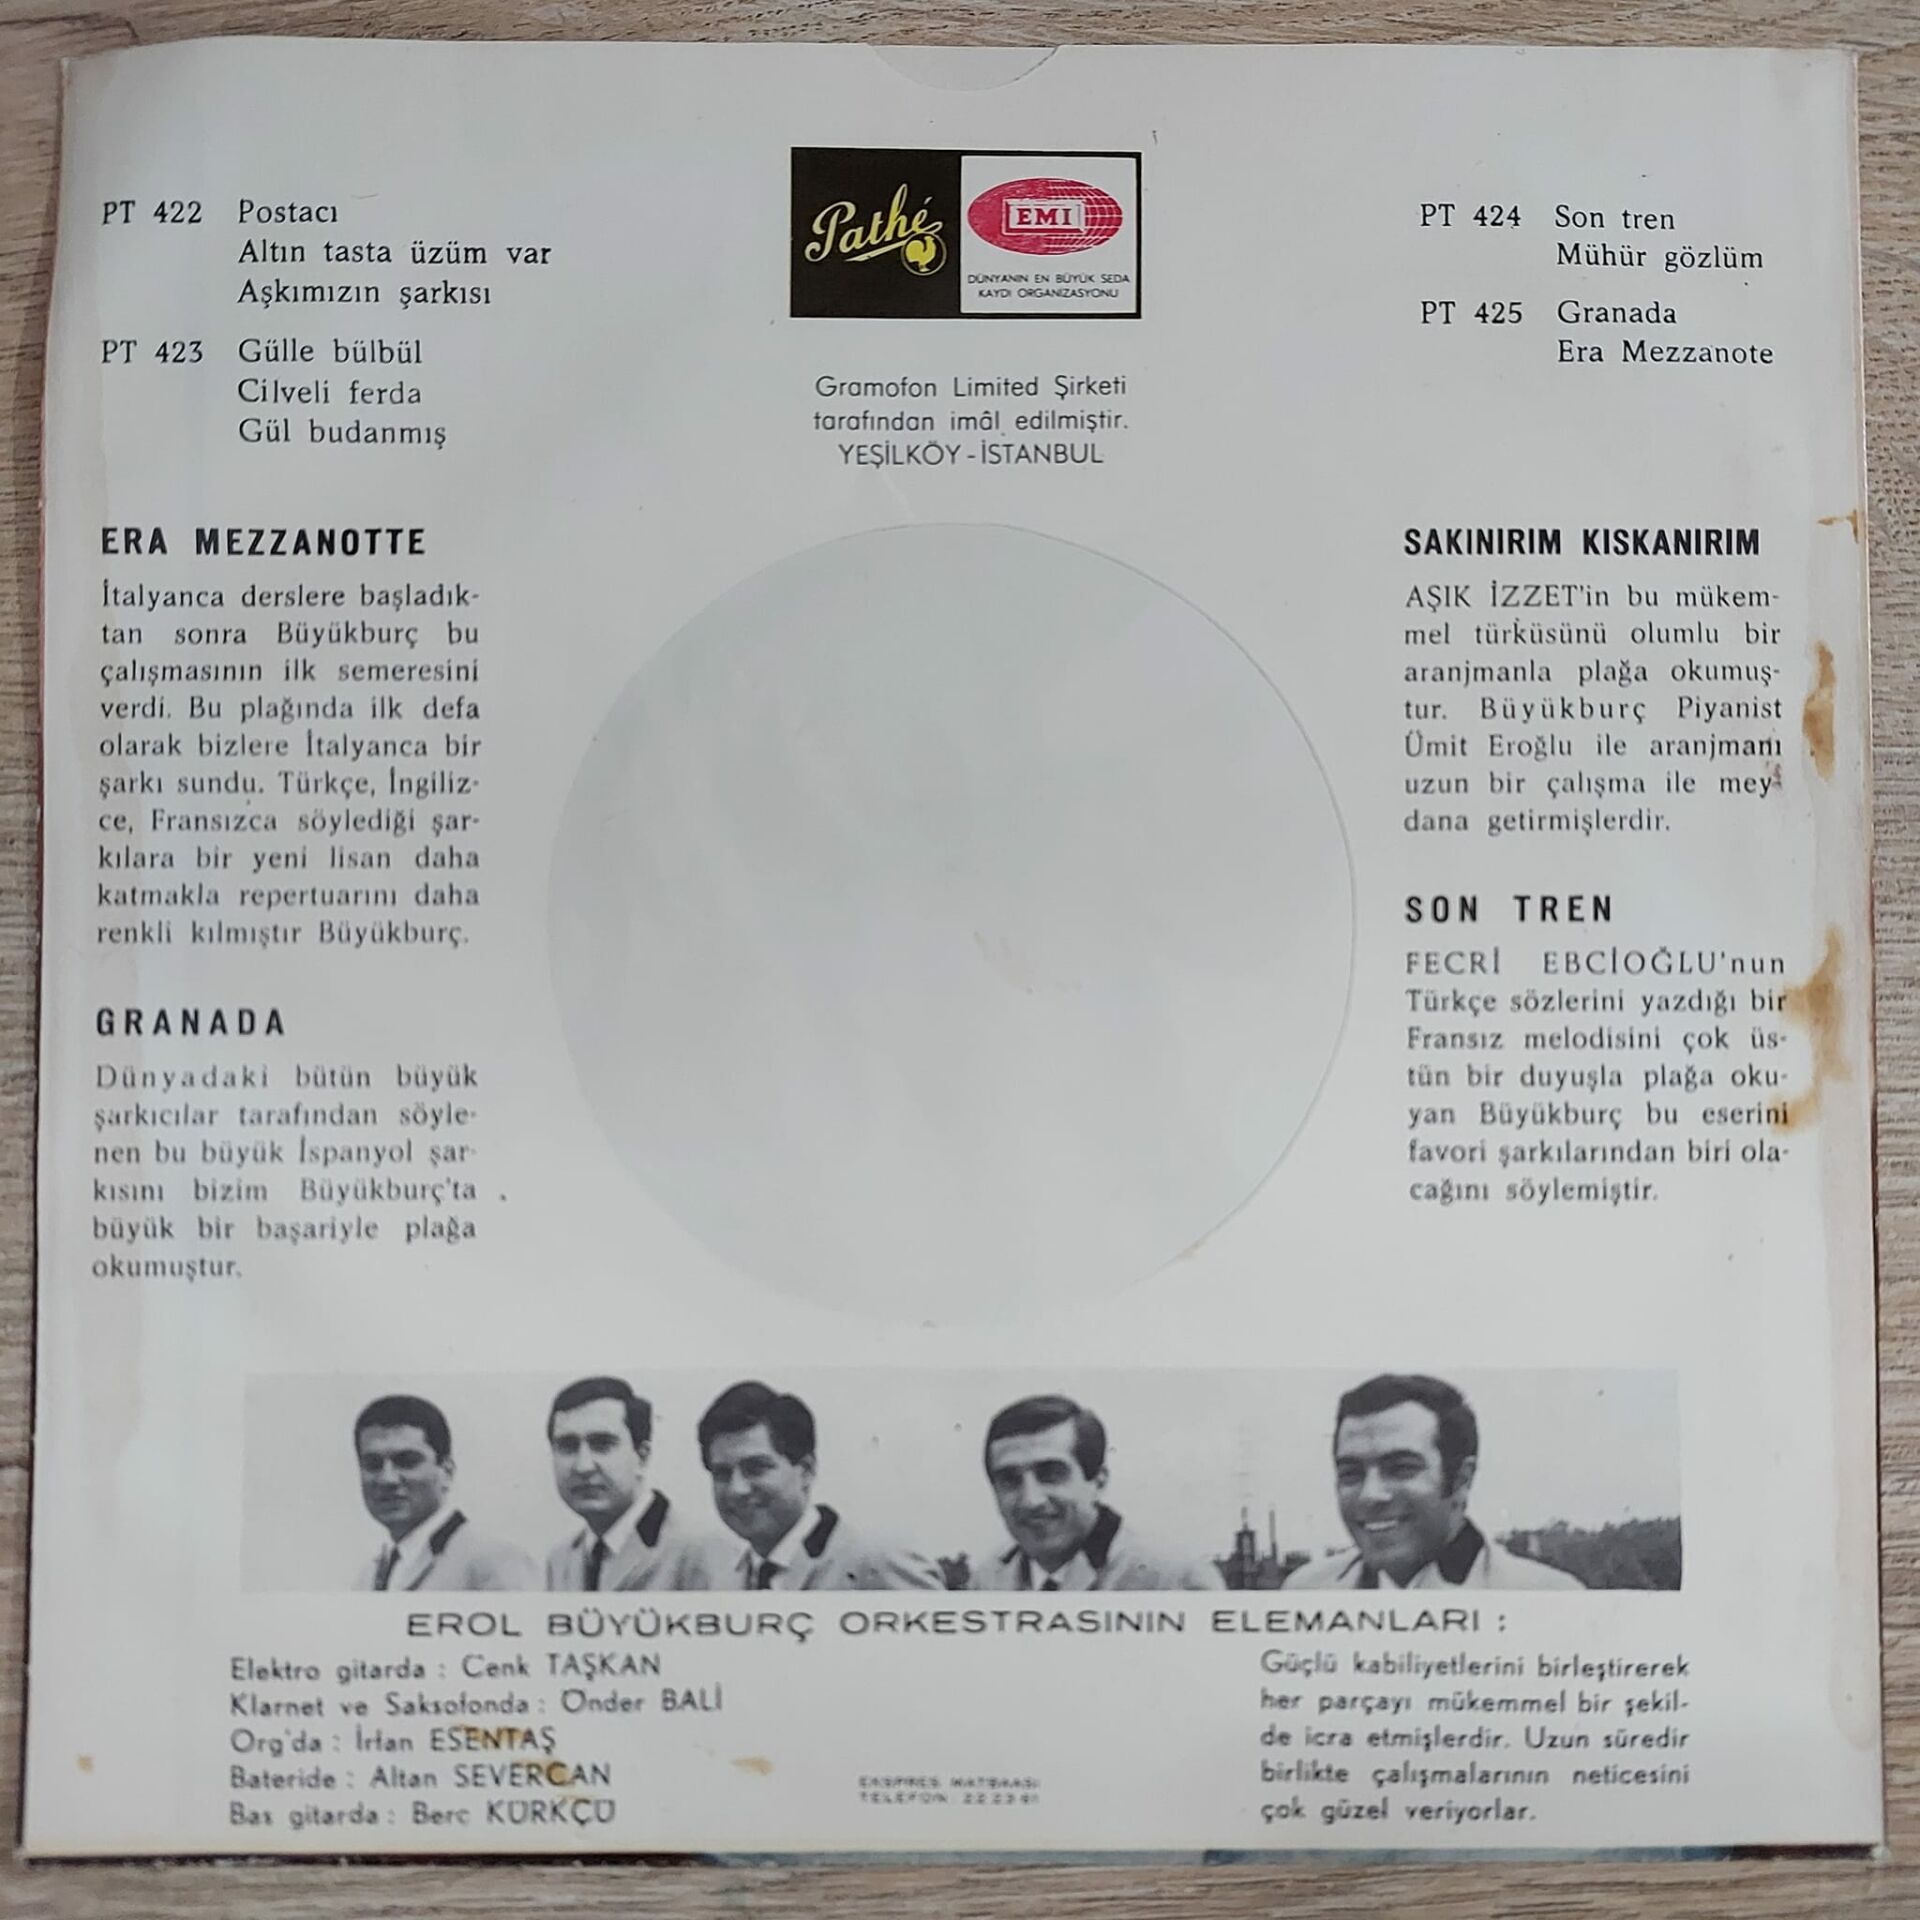 PT 422 Postacı
Altın tasta üzüm var
Aşkımızın şarkısı
PT 423 Gülle bülbül
Cilveli ferda
Gül budanmış
Pathé
EMI
DÜNYANIN EN BÜYÜK SEDA
KAYDI ORGANİZASYONU
Gramofon Limited Şirketi
tarafından imâl edilmiştir.
YEŞİLKÖY - İSTANBUL
PT 424 Son tren
Mühür gözlüm
PT 425 Granada
Era Mezzanote
ERA MEZZANOTTE
İtalyanca derslere başladık-
tan sonra Büyükburç bu
çalışmasının ilk semeresini
verdi. Bu plağında ilk defa
olarak bizlere İtalyanca bir
şarkı sundu. Türkçe, İngiliz-
ce, Fransızca söylediği şar-
kılara bir yeni lisan daha
katmakla repertuarını daha
renkli kılmıştır Büyükburç.
GRANADA
Dünyadaki bütün büyük
şarkıcılar tarafından söyle-
nen bu büyük İspanyol şar-
kısını bizim Büyükburç'ta
büyük bir başariyle plağa
okumuştur.
SAKINIRIM KISKANIRIM
AŞIK İZZET'in bu mükem-
mel türküsünü olumlu bir
aranjmanla plağa okumuş-
tur. Büyükburç Piyanist
Ümit Eroğlu ile aranjmanı
uzun bir çalışma ile mey-
dana getirmişlerdir.
SON TREN
FECRİ EBCİOĞLU'nun
Türkçe sözlerini yazdığı bir
Fransız melodisini çok üs-
tün bir duyuşla plağa oku-
yan Büyükburç bu eserini
favori şarkılarından biri ola-
cağını söylemiştir.
EROL BÜYÜKBURÇ ORKESTRASININ ELEMANLARI :
Elektro gitarda : Cenk TAŞKAN
Klarnet ve Saksofonda : Önder BALİ
Org'da : İrfan ESENTAŞ
Bateride : Altan SEVERCAN
Bas gitarda : Berc KÜRKÇÜ
EKSPRES MATBAASI
TELEFON: 22 23 91
Güçlü kabiliyetlerini birleştirerek
her parçayı mükemmel bir şekil-
de icra etmişlerdir. Uzun süredir
birlikte çalışmalarının neticesini
çok güzel veriyorlar.